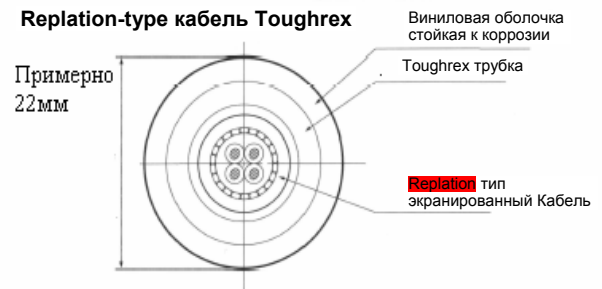 Replation-type кабель Toughrex
Виниловая оболочка
стойкая к коррозии
Toughrex трубка
Примерно
22мм
Replation тип
экранированный Кабель